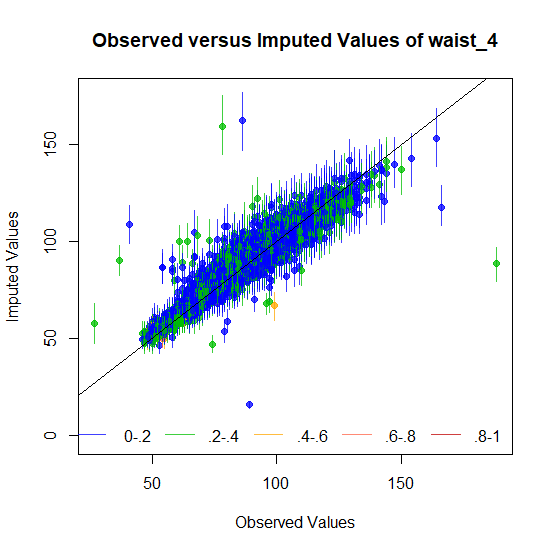 Observed versus Imputed Values of waist_4
Imputed Values
150
100
50
0
0-.2 .2-.4 .4-.6 .6-.8 .8-1
50 100 150
Observed Values